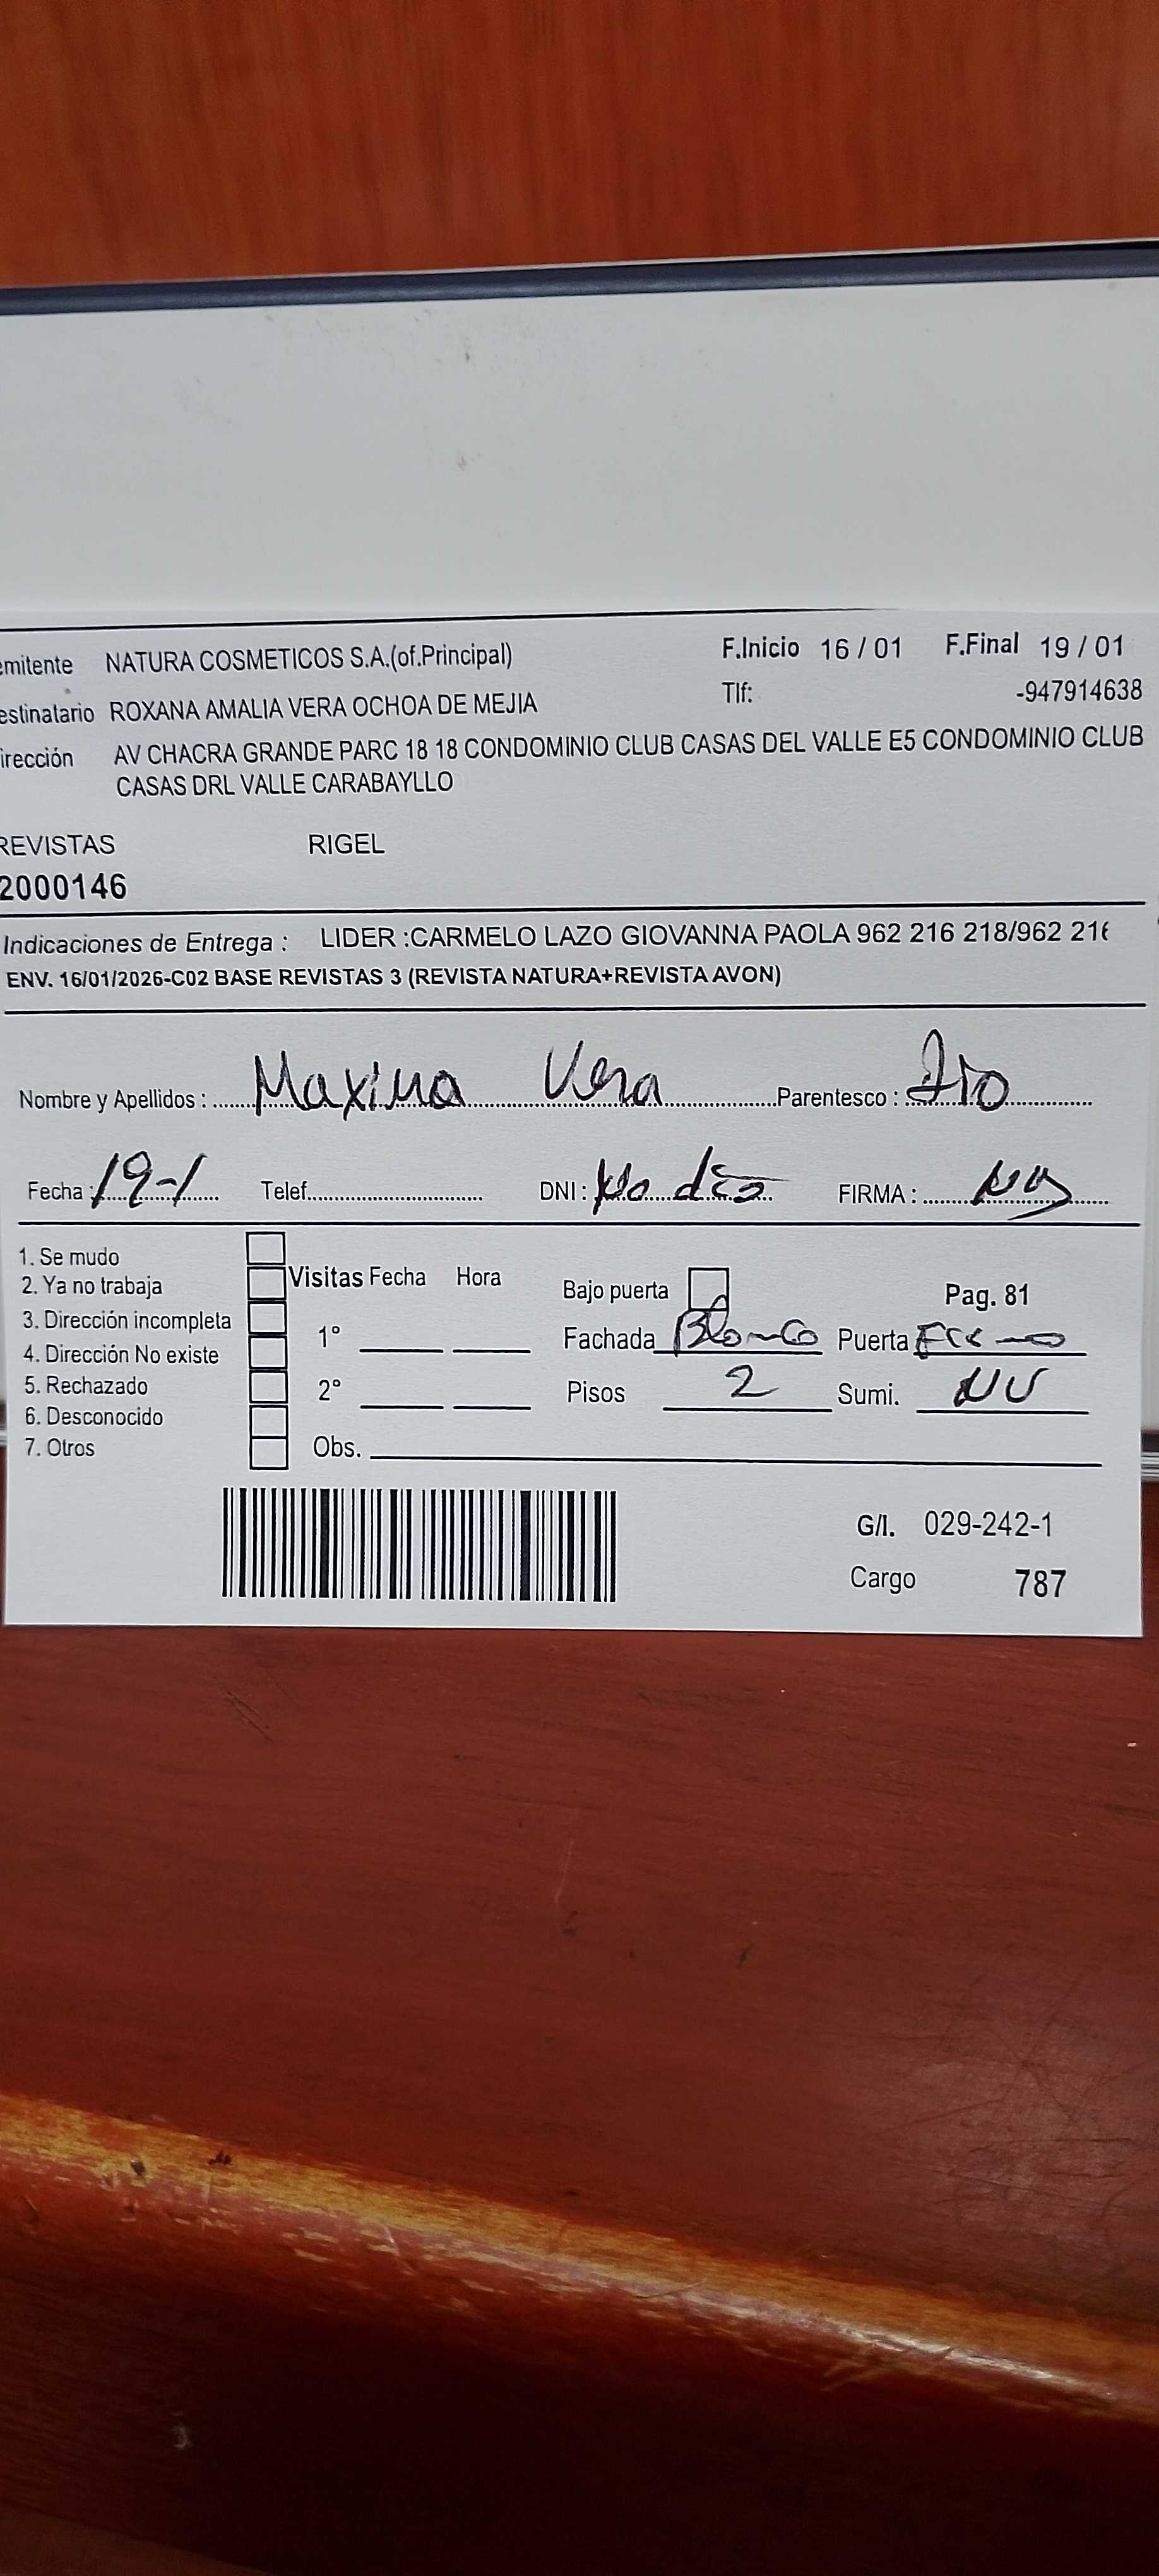 emitente NATURA COSMETICOS S.A.(of.Principal) F.Inicio 16 / 01 F.Final 19 / 01
estinatario ROXANA AMALIA VERA OCHOA DE MEJIA Tlf: -947914638
irección AV CHACRA GRANDE PARC 18 18 CONDOMINIO CLUB CASAS DEL VALLE E5 CONDOMINIO CLUB
CASAS DRL VALLE CARABAYLLO
REVISTAS RIGEL
2000146
Indicaciones de Entrega : LIDER :CARMELO LAZO GIOVANNA PAOLA 962 216 218/962 216
ENV. 16/01/2026-C02 BASE REVISTAS 3 (REVISTA NATURA+REVISTA AVON)
Nombre y Apellidos : Maxima Vera Parentesco :
Fecha : 19-1 Telef. DNI : No dio FIRMA :
1. Se mudo
2. Ya no trabaja Visitas Fecha Hora Bajo puerta Pag. 81
3. Dirección incompleta 1° Fachada Blanco Puerta
4. Dirección No existe
5. Rechazado 2° Pisos 2 Sumi.
6. Desconocido
7. Otros Obs.
G/I. 029-242-1
Cargo 787